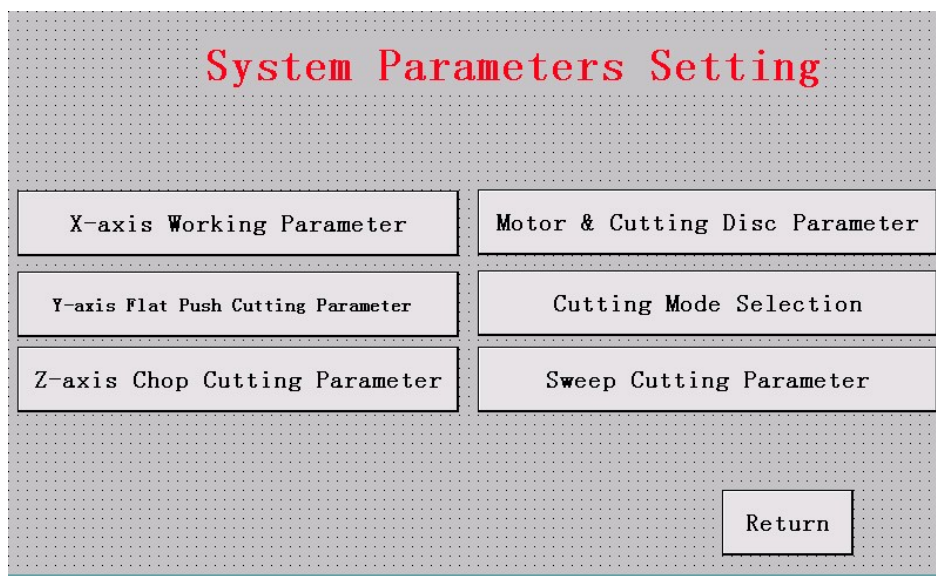 System Parameters Setting
X-axis Working Parameter
Motor & Cutting Disc Parameter
Y-axis Flat Push Cutting Parameter
Cutting Mode Selection
Z-axis Chop Cutting Parameter
Sweep Cutting Parameter
Return